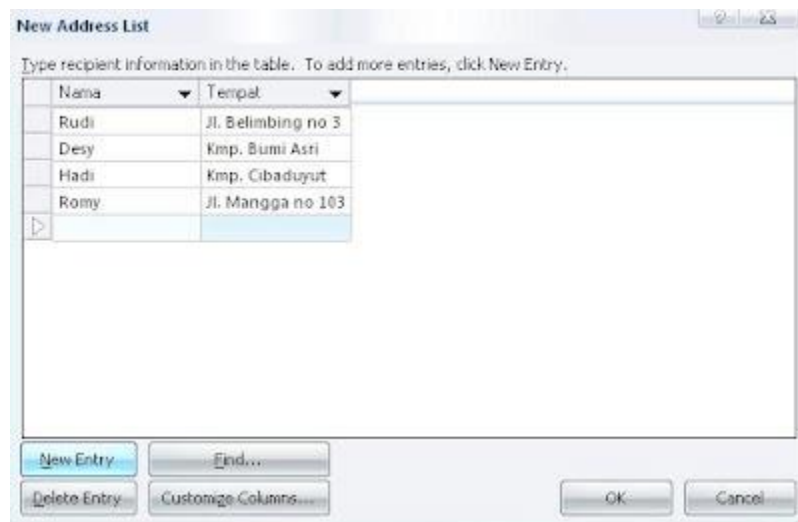 New Address List
Type recipient information in the table. To add more entries, click New Entry.
Nama Tempat
Rudi Jl. Belimbing no 3
Desy Kmp. Bumi Asri
Hadi Kmp. Cibaduyut
Romy Jl. Mangga no 103
New Entry Find...
Delete Entry Customize Columns... OK Cancel